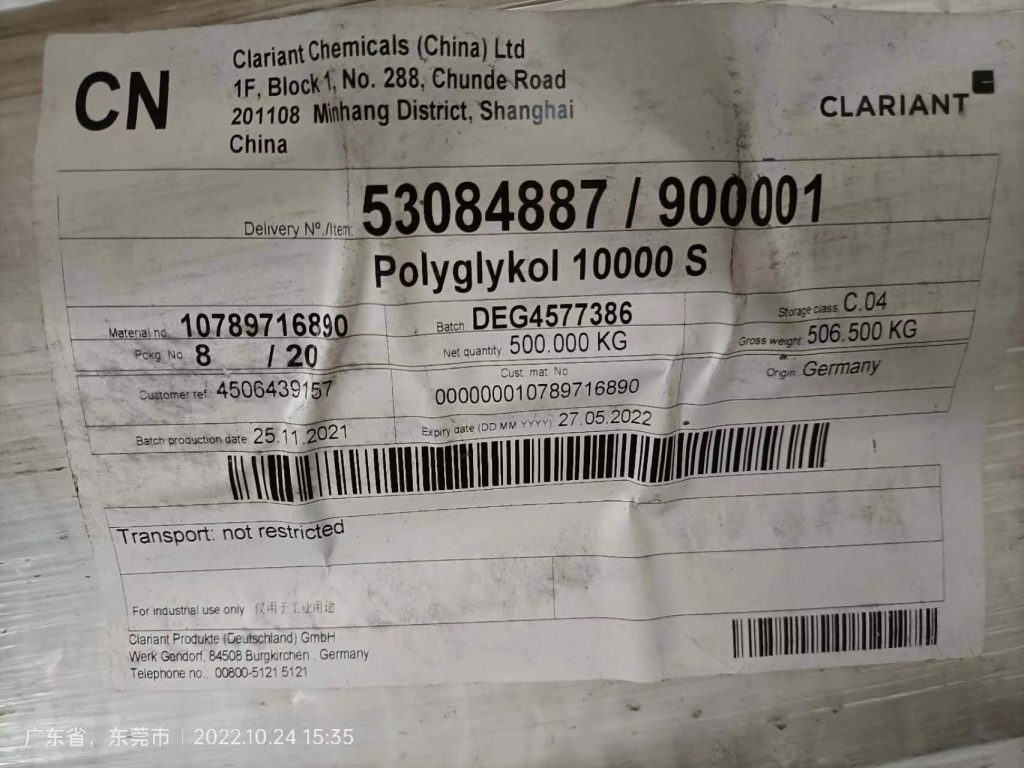 CN
Clariant Chemicals (China) Ltd
1F, Block 1, No. 288, Chunde Road
201108 Minhang District, Shanghai
China
CLARIANT
Delivery Nº./Item: 53084887 / 900001
Polyglykol 10000 S
Material no. 10789716890 Batch DEG4577386 Storage class C.04
Pckg No 8 / 20 Net quantity 500.000 KG Gross weight 506.500 KG
Customer ref. 4506439157 Cust mat No 000000010789716890 Origin: Germany
Batch production date 25.11.2021 Expiry date (DD MM YYYY): 27.05.2022
Transport: not restricted
For industrial use only 仅用于工业用途
Clariant Produkte (Deutschland) GmbH
Werk Gendorf, 84508 Burgkirchen . Germany
Telephone no.: 00800-5121 5121
广东省，东莞市 | 2022.10.24 15:35